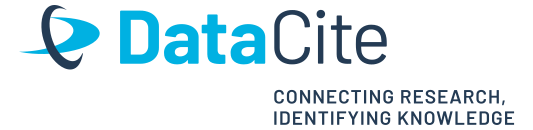 DataCite
CONNECTING RESEARCH,
IDENTIFYING KNOWLEDGE